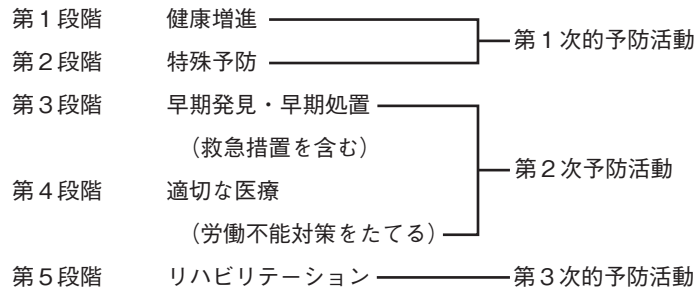 第1段階 健康増進
第1次的予防活動
第2段階 特殊予防
第3段階 早期発見・早期処置
（救急措置を含む）
第2次予防活動
第4段階 適切な医療
（労働不能対策をたてる）
第5段階 リハビリテーション 第3次的予防活動